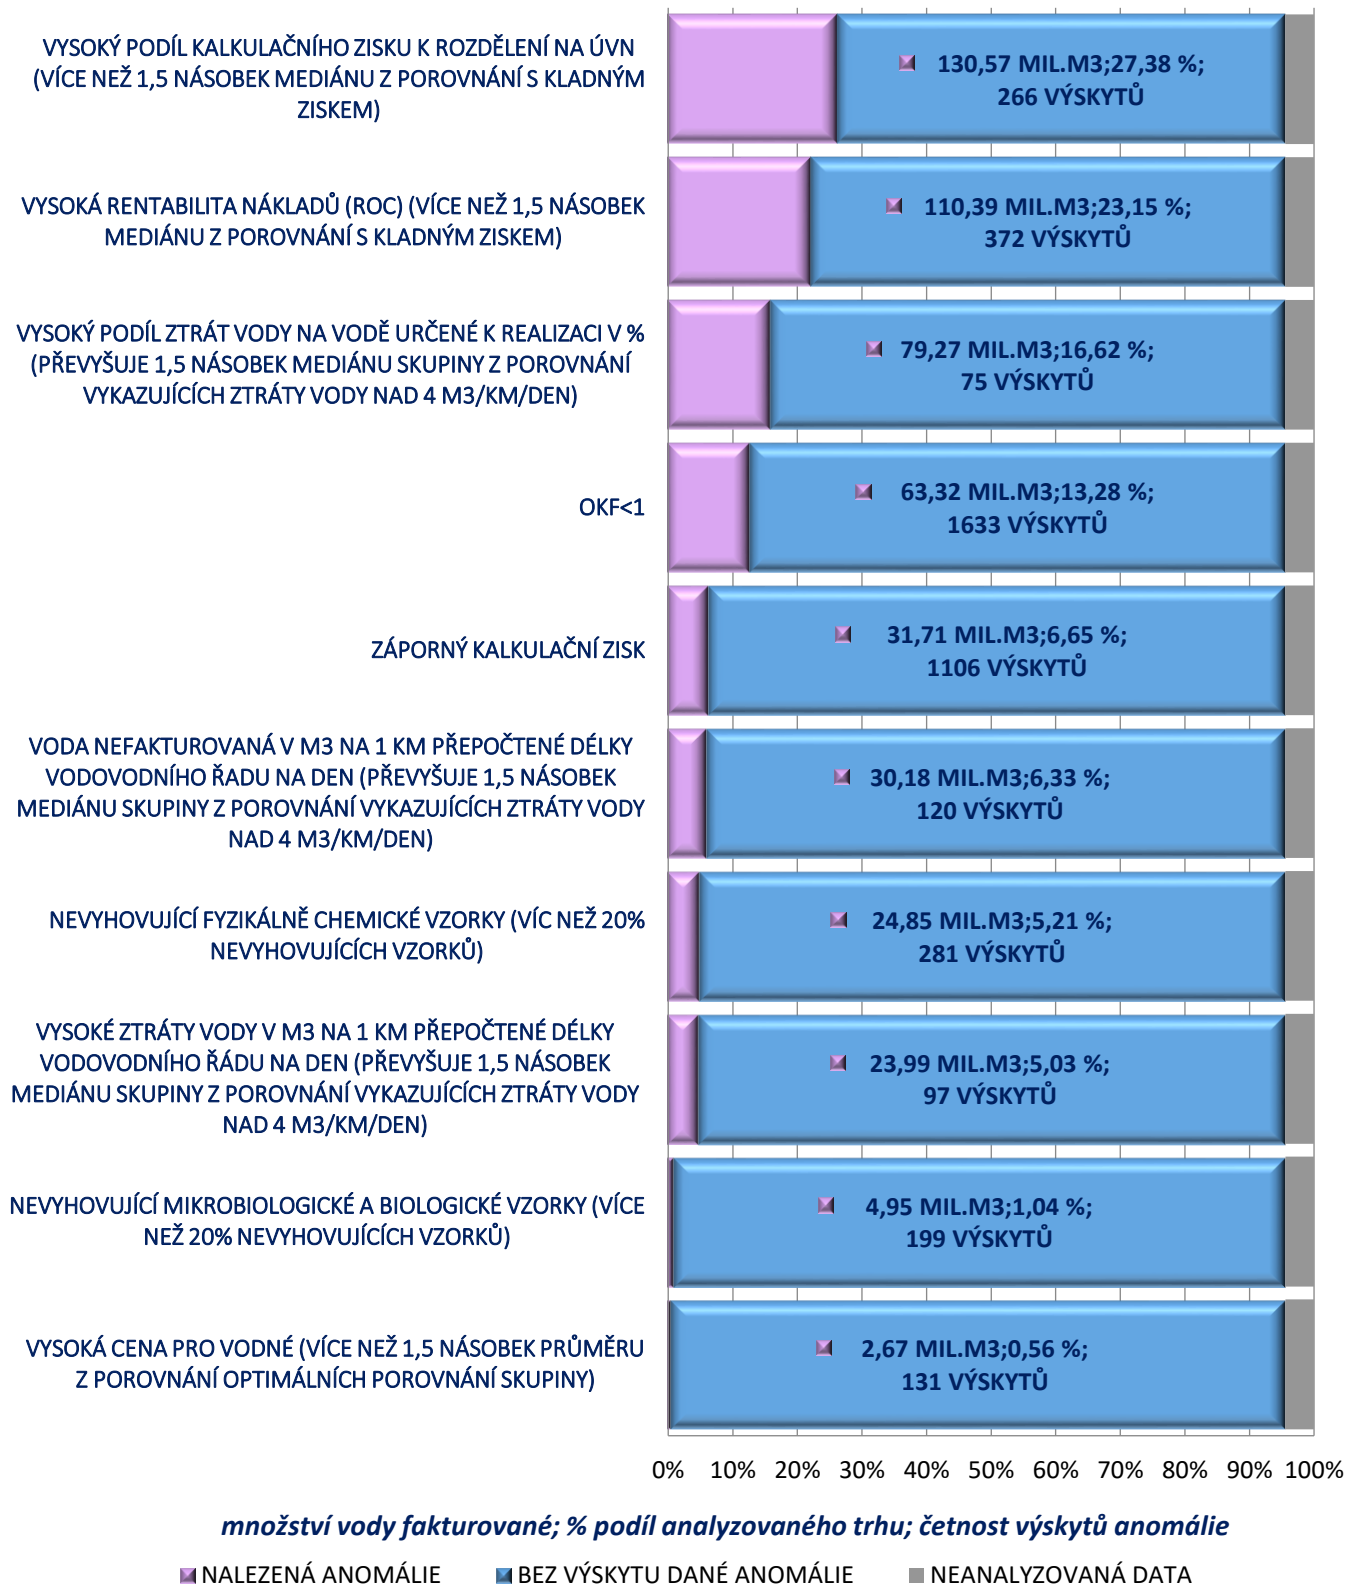 VYSOKÝ PODÍL KALKULAČNÍHO ZISKU K ROZDĚLENÍ NA ÚVN
(VÍCE NEŽ 1,5 NÁSOBEK MEDIÁNU Z POROVNÁNÍ S KLADNÝM
ZISKEM)
130,57 MIL.M3;27,38 %;
266 VÝSKYTŮ
VYSOKÁ RENTABILITA NÁKLADŮ (ROC) (VÍCE NEŽ 1,5 NÁSOBEK
MEDIÁNU Z POROVNÁNÍ S KLADNÝM ZISKEM)
110,39 MIL.M3;23,15 %;
372 VÝSKYTŮ
VYSOKÝ PODÍL ZTRÁT VODY NA VODĚ URČENÉ K REALIZACI V %
(PŘEVYŠUJE 1,5 NÁSOBEK MEDIÁNU SKUPINY Z POROVNÁNÍ
VYKAZUJÍCÍCH ZTRÁTY VODY NAD 4 M3/KM/DEN)
79,27 MIL.M3;16,62 %;
75 VÝSKYTŮ
OKF<1
63,32 MIL.M3;13,28 %;
1633 VÝSKYTŮ
ZÁPORNÝ KALKULAČNÍ ZISK
31,71 MIL.M3;6,65 %;
1106 VÝSKYTŮ
VODA NEFAKTUROVANÁ V M3 NA 1 KM PŘEPOČTENÉ DÉLKY
VODOVODNÍHO ŘADU NA DEN (PŘEVYŠUJE 1,5 NÁSOBEK
MEDIÁNU SKUPINY Z POROVNÁNÍ VYKAZUJÍCÍCH ZTRÁTY VODY
NAD 4 M3/KM/DEN)
30,18 MIL.M3;6,33 %;
120 VÝSKYTŮ
NEVYHOVUJÍCÍ FYZIKÁLNĚ CHEMICKÉ VZORKY (VÍC NEŽ 20%
NEVYHOVUJÍCÍCH VZORKŮ)
24,85 MIL.M3;5,21 %;
281 VÝSKYTŮ
VYSOKÉ ZTRÁTY VODY V M3 NA 1 KM PŘEPOČTENÉ DÉLKY
VODOVODNÍHO ŘÁDU NA DEN (PŘEVYŠUJE 1,5 NÁSOBEK
MEDIÁNU SKUPINY Z POROVNÁNÍ VYKAZUJÍCÍCH ZTRÁTY VODY
NAD 4 M3/KM/DEN)
23,99 MIL.M3;5,03 %;
97 VÝSKYTŮ
NEVYHOVUJÍCÍ MIKROBIOLOGICKÉ A BIOLOGICKÉ VZORKY (VÍCE
NEŽ 20% NEVYHOVUJÍCÍCH VZORKŮ)
4,95 MIL.M3;1,04 %;
199 VÝSKYTŮ
VYSOKÁ CENA PRO VODNÉ (VÍCE NEŽ 1,5 NÁSOBEK PRŮMĚRU
Z POROVNÁNÍ OPTIMÁLNÍCH POROVNÁNÍ SKUPINY)
2,67 MIL.M3;0,56 %;
131 VÝSKYTŮ
0% 10% 20% 30% 40% 50% 60% 70% 80% 90% 100%
množství vody fakturované; % podíl analyzovaného trhu; četnost výskytů anomálie
NALEZENÁ ANOMÁLIE BEZ VÝSKYTU DANÉ ANOMÁLIE NEANALYZOVANÁ DATA